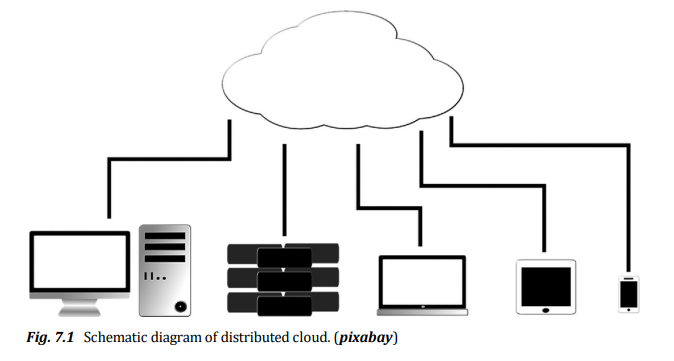 Fig. 7.1 Schematic diagram of distributed cloud. (pixabay)